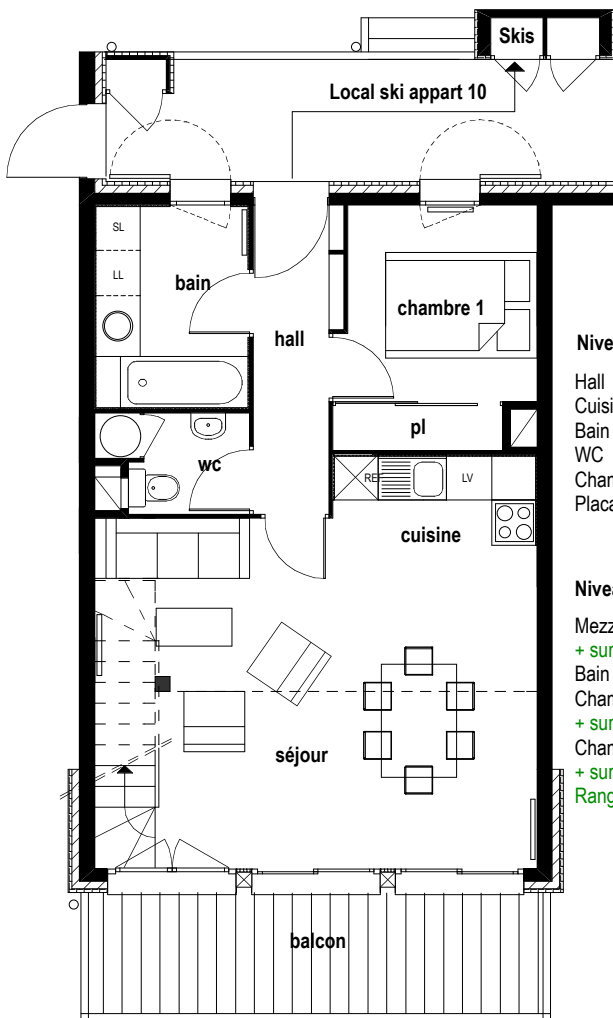 Skis
Local ski appart 10
SL
LL
bain
chambre 1
hall
pl
wc
REF
LV
cuisine
séjour
balcon
Nive
Hall
Cuisi
Bain
WC
Cham
Placa
Nivea
Mezz
+ sur
Bain
Cham
+ sur
Cham
+ sur
Rang